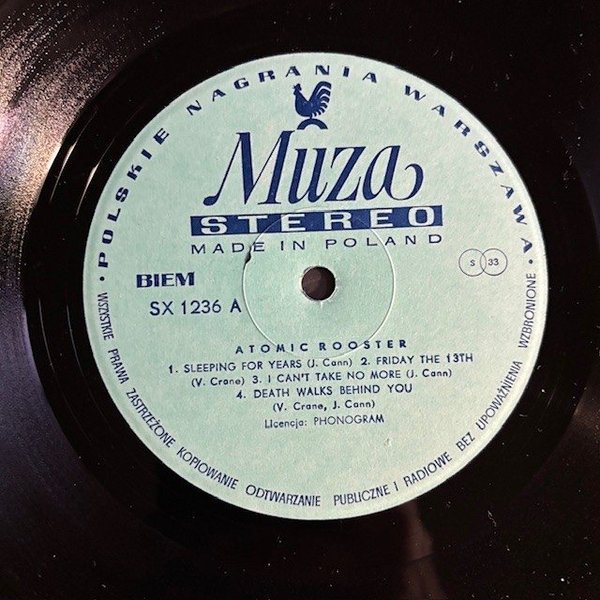 • POLSKIE NAGRANIA WARSZAWA •
Muza
STEREO
MADE IN POLAND
BIEM
SX 1236 A
S 33
ATOMIC ROOSTER
1. SLEEPING FOR YEARS (J. Cann) 2. FRIDAY THE 13TH
(V. Crane) 3. I CAN'T TAKE NO MORE (J. Cann)
4. DEATH WALKS BEHIND YOU
(V. Crane, J. Cann)
Licencja: PHONOGRAM
WSZYSTKIE PRAWA ZASTRZEŻONE KOPIOWANIE ODTWARZANIE PUBLICZNE I RADIOWE BEZ UPOWAŻNIENIA WZBRONIONE